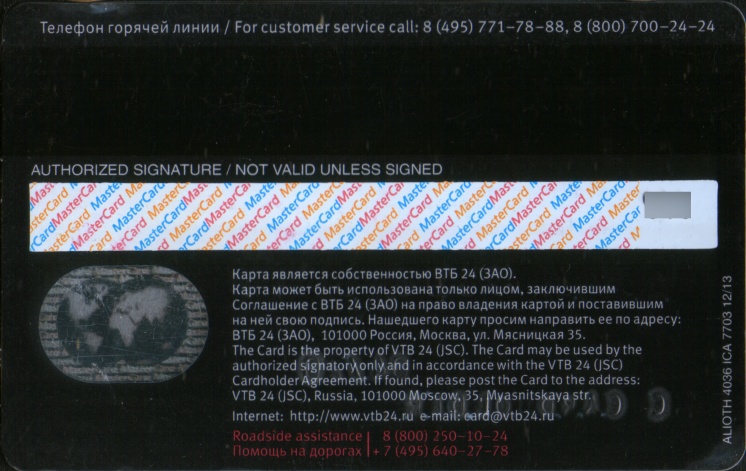 Телефон горячей линии / For customer service call: 8 (495) 771-78-88, 8 (800) 700-24-24
AUTHORIZED SIGNATURE / NOT VALID UNLESS SIGNED
MasterCard MasterCard MasterCard MasterCard MasterCard MasterCard
Карта является собственностью ВТБ 24 (ЗАО).
Карта может быть использована только лицом, заключившим
Соглашение с ВТБ 24 (ЗАО) на право владения картой и поставившим
на ней свою подпись. Нашедшего карту просим направить ее по адресу:
ВТБ 24 (ЗАО), 101000 Россия, Москва, ул. Мясницкая 35.
The Card is the property of VTB 24 (JSC). The Card may be used by the
authorized signatory only and in accordance with the VTB 24 (JSC)
Cardholder Agreement. If found, please post the Card to the address:
VTB 24 (JSC), Russia, 101000 Moscow, 35, Myasnitskaya str.
Internet: http://www.vtb24.ru e-mail: card@vtb24.ru
Roadside assistance | 8 (800) 250-10-24
Помощь на дорогах | +7 (495) 640-27-78
ALIOTH 4036 ICA 7703 12/13